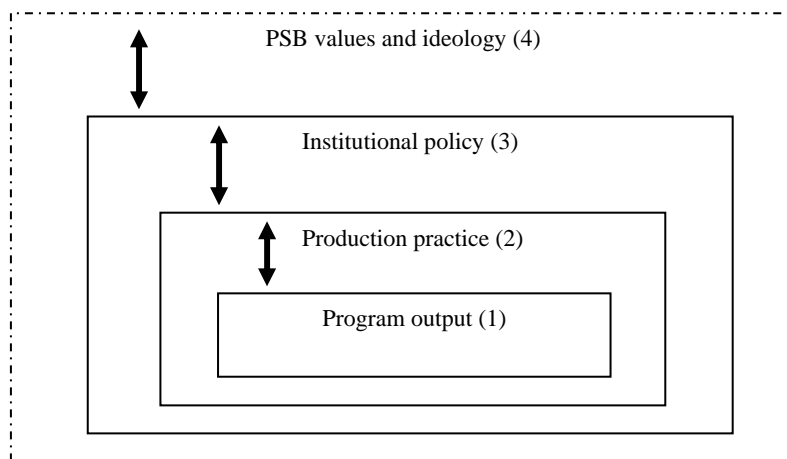 PSB values and ideology (4)
Institutional policy (3)
Production practice (2)
Program output (1)